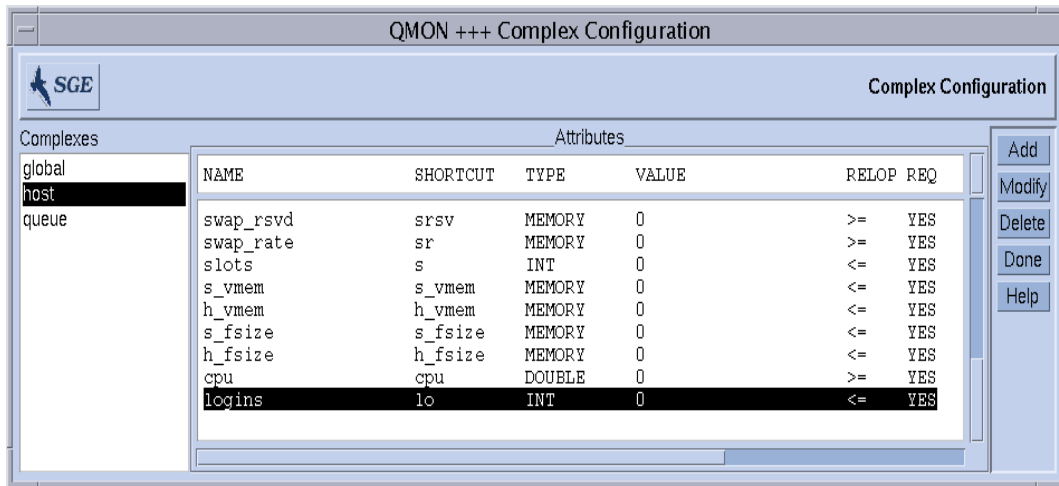 QMON +++ Complex Configuration
SGE
Complex Configuration
Complexes
Attributes
global
host
queue
NAME SHORTCUT TYPE VALUE RELOP REQ
swap_rsvd srsv MEMORY 0 >= YES
swap_rate sr MEMORY 0 >= YES
slots s INT 0 <= YES
s_vmem s_vmem MEMORY 0 <= YES
h_vmem h_vmem MEMORY 0 <= YES
s_fsize s_fsize MEMORY 0 <= YES
h_fsize h_fsize MEMORY 0 <= YES
cpu cpu DOUBLE 0 >= YES
logins lo INT 0 <= YES
Add
Modify
Delete
Done
Help